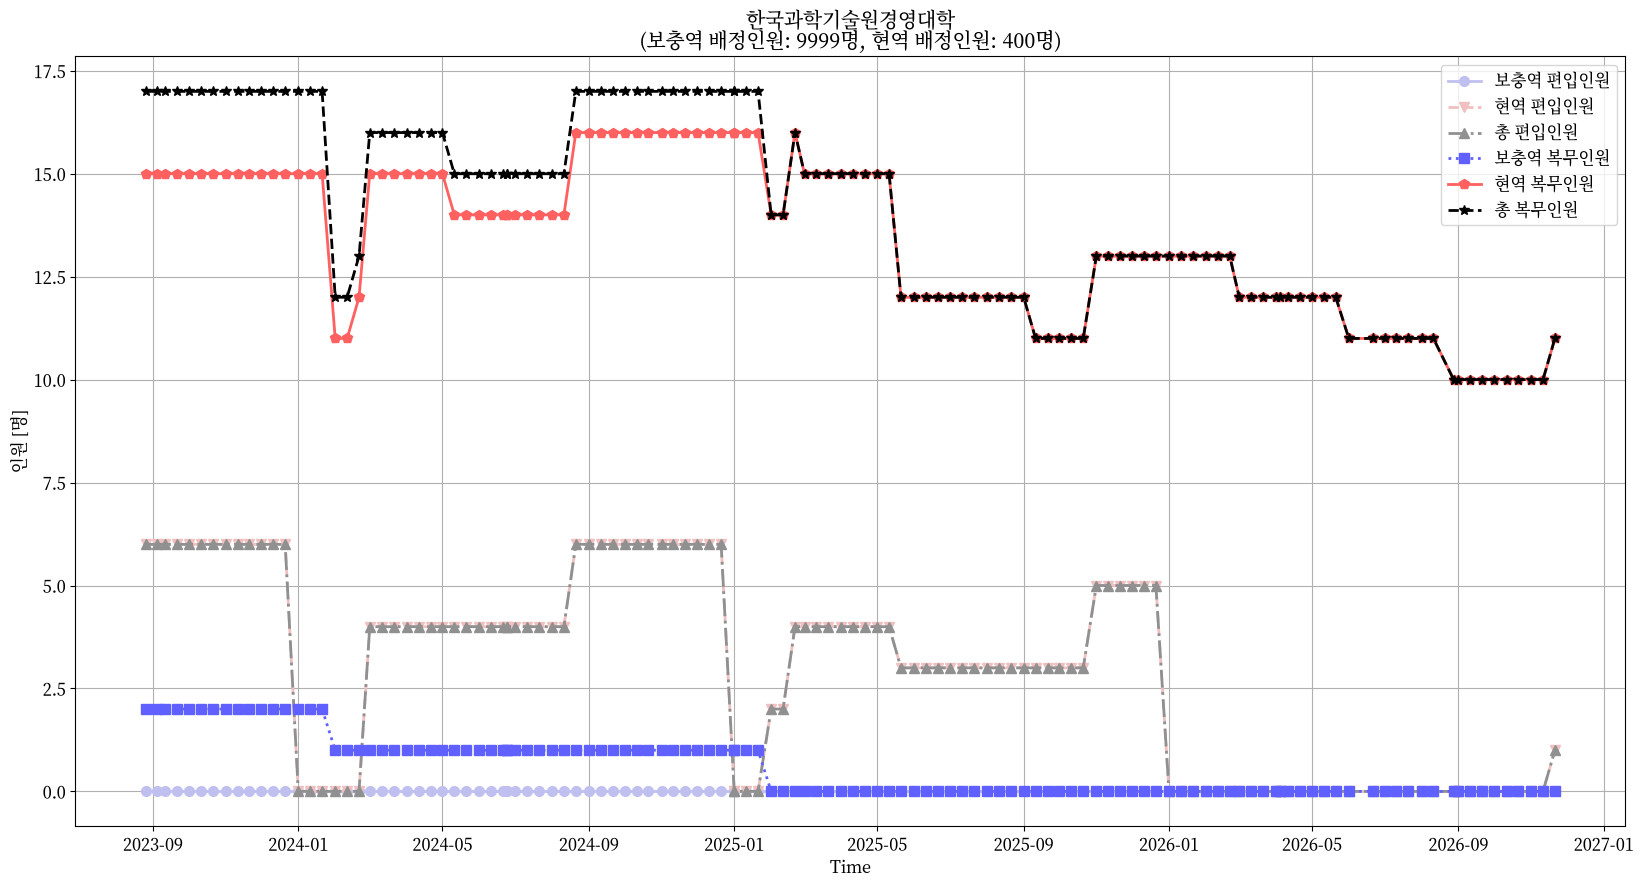 한국과학기술원경영대학
(보충역 배정인원: 9999명, 현역 배정인원: 400명)
17.5
15.0
12.5
10.0
7.5
5.0
2.5
0.0
인원 [명]
보충역 편입인원
현역 편입인원
총 편입인원
보충역 복무인원
현역 복무인원
총 복무인원
2023-09
2024-01
2024-05
2024-09
2025-01
2025-05
2025-09
2026-01
2026-05
2026-09
2027-01
Time